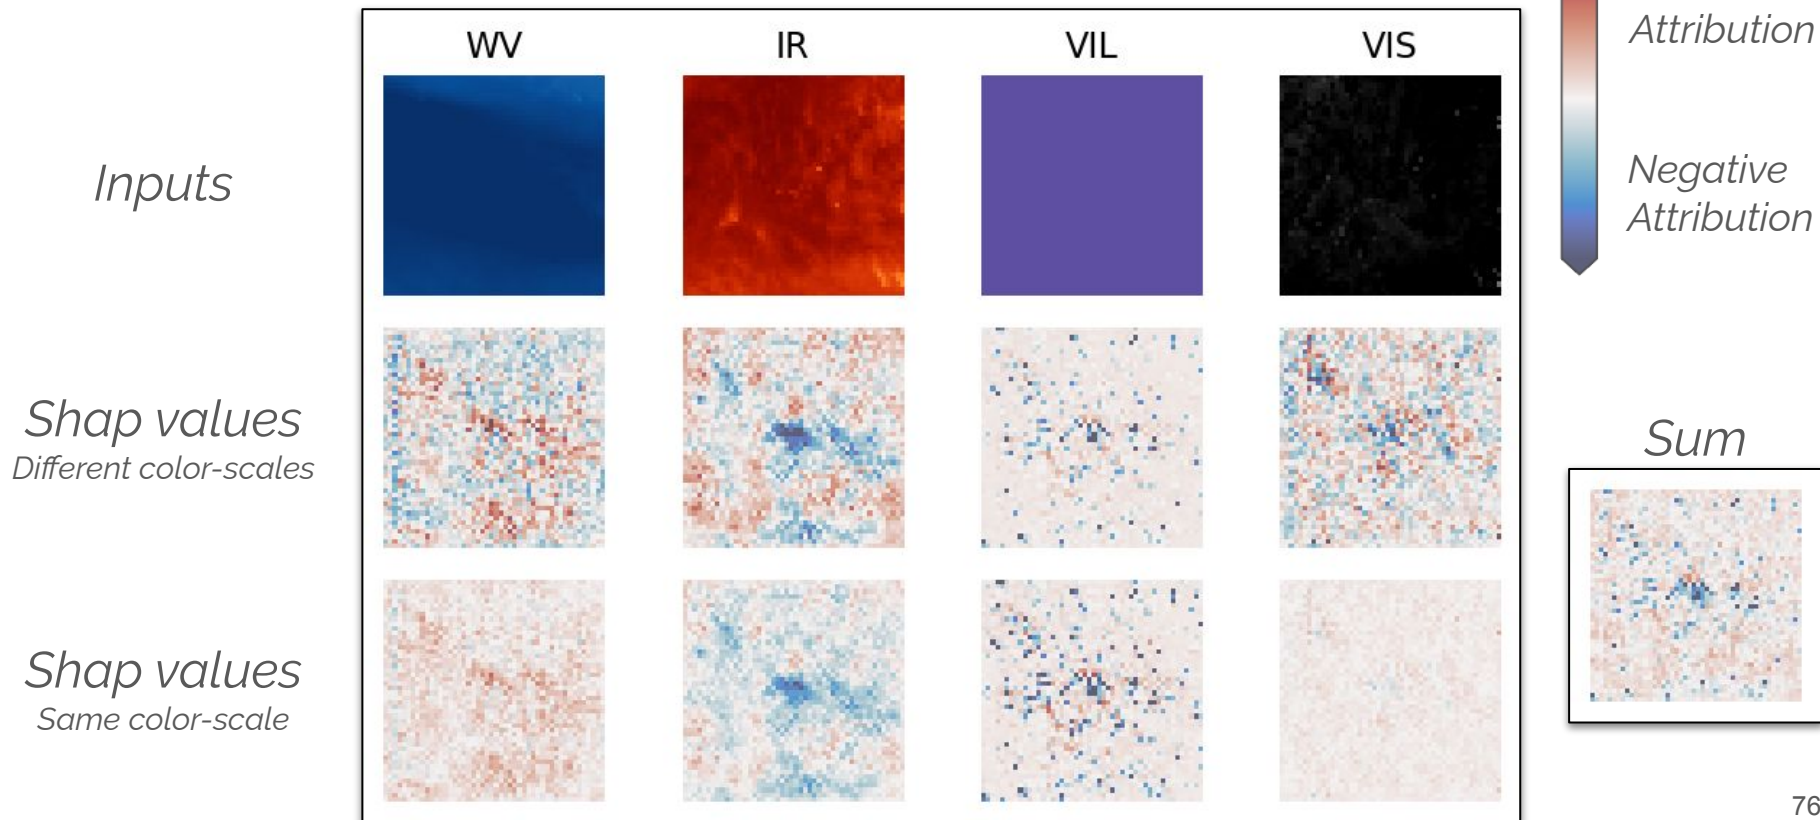 WV IR VIL VIS
Inputs
Shap values
Different color-scales
Shap values
Same color-scale
Attribution
Negative
Attribution
Sum
76